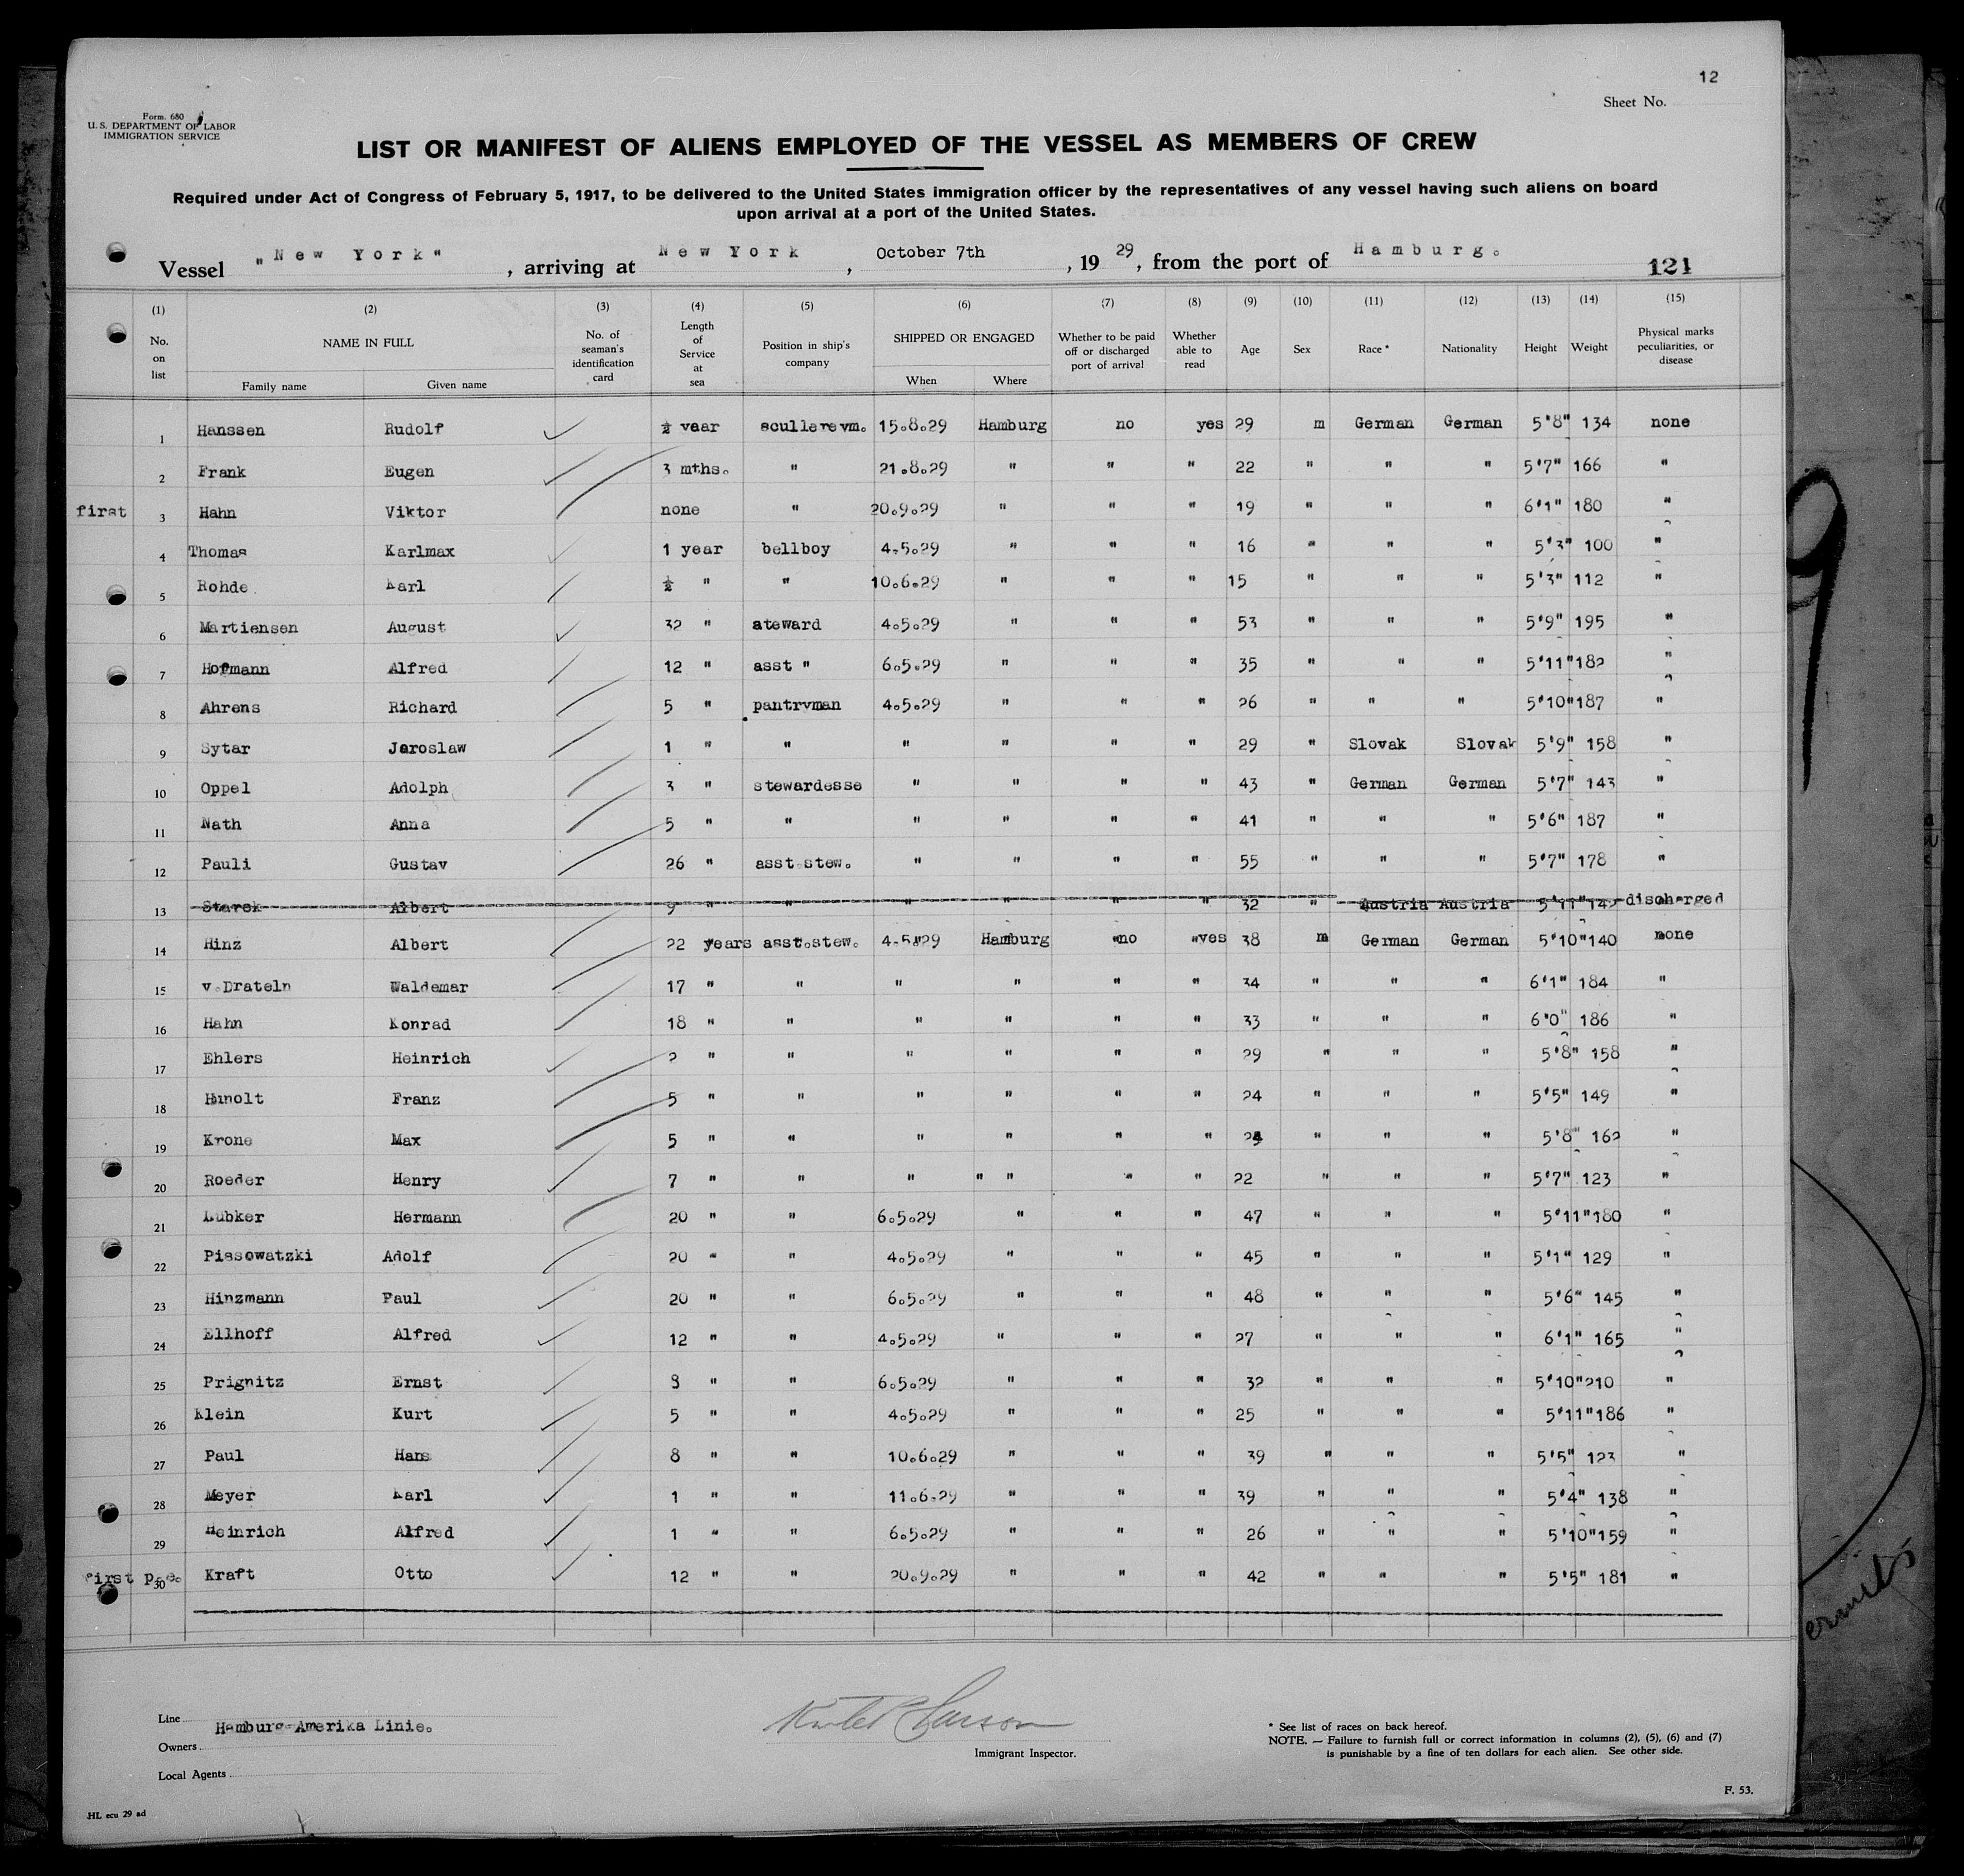 12
Sheet No.
Form. 680
U. S. DEPARTMENT OF LABOR
IMMIGRATION SERVICE
LIST OR MANIFEST OF ALIENS EMPLOYED OF THE VESSEL AS MEMBERS OF CREW
Required under Act of Congress of February 5, 1917, to be delivered to the United States immigration officer by the representatives of any vessel having such aliens on board
upon arrival at a port of the United States.
Vessel "New York", arriving at New York, October 7th, 1929, from the port of Hamburg.
121
(1) (2) (3) (4) (5) (6) (7) (8) (9) (10) (11) (12) (13) (14) (15)
No. on list NAME IN FULL Family name Given name No. of seaman's identification card Length of Service at sea Position in ship's company SHIPPED OR ENGAGED When Where Whether to be paid off or discharged port of arrival Whether able to read Age Sex Race* Nationality Height Weight Physical marks peculiarities, or disease
1 Hanssen Rudolf ½ year scullerym. 15.8.29 Hamburg no yes 29 m German German 5'8" 134 none
2 Frank Eugen 3 mths. " 21.8.29 " " " 22 " " " 5'7" 166 "
first 3 Hahn Viktor none " 20.9.29 " " " 19 " " " 6'1" 180 "
4 Thomas Karlmax 1 year bellboy 4.5.29 " " " 16 " " " 5'3" 100 "
5 Rohde Karl ½ " " 10.6.29 " " " 15 " " " 5'3" 112 "
6 Martiensen August 32 " steward 4.5.29 " " " 53 " " " 5'9" 195 "
7 Hofmann Alfred 12 " asst " 6.5.29 " " " 35 " " " 5'11" 182 "
8 Ahrens Richard 5 " pantryman 4.5.29 " " " 26 " " " 5'10" 187 "
9 Sytar Jaroslaw 1 " " " " " " 29 " Slovak Slovak 5'9" 158 "
10 Oppel Adolph 3 " stewardesse " " " " 43 " German German 5'7" 143 "
11 Nath Anna 5 " " " " " " 41 " " " 5'6" 187 "
12 Pauli Gustav 26 " asst.stew. " " " " 55 " " " 5'7" 178 "
13 Starek Albert 9 " " " " " " 32 " Austria Austria 5'11" 142 discharged
14 Hinz Albert 22 years asst.stew. 4.5.29 Hamburg no yes 38 m German German 5'10" 140 none
15 v.Drateln Waldemar 17 " " " " " " 34 " " " 6'1" 184 "
16 Hahn Konrad 18 " " " " " " 33 " " " 6'0" 186 "
17 Ehlers Heinrich 2 " " " " " " 29 " " " 5'8" 158 "
18 Hunolt Franz 5 " " " " " " 24 " " " 5'5" 149 "
19 Krone Max 5 " " " " " " " " " 5'8" 162 "
20 Roeder Henry 7 " " " " " " " 22 " " " 5'7" 123 "
21 Lübker Hermann 20 " " 6.5.29 " " " 47 " " " 5'11" 180 "
22 Pissowatzki Adolf 20 " " 4.5.29 " " " 45 " " " 5'1" 129 "
23 Hinzmann Paul 20 " " 6.5.29 " " " 48 " " " 5'6" 145 "
24 Ellhoff Alfred 12 " " 4.5.29 " " " 27 " " " 6'1" 165 "
25 Prignitz Ernst " " 6.5.29 " " " 32 " " " 5'10" 210 "
26 Klein Kurt 5 " " 4.5.29 " " " 25 " " " 5'11" 186 "
27 Paul Hans 8 " " 10.6.29 " " " 39 " " " 5'5" 123 "
28 Meyer Karl 1 " " 11.6.29 " " " 39 " " " 5'4" 138 "
29 Heinrich Alfred 1 " " 6.5.29 " " " 26 " " " 5'10" 159 "
first 30 Kraft Otto 12 " " 20.9.29 " " " 42 " " " 5'5" 181 "
Line Hamburg-Amerika Linie.
Owners
Local Agents
Immigrant Inspector.
* See list of races on back hereof.
NOTE. — Failure to furnish full or correct information in columns (2), (5), (6) and (7)
is punishable by a fine of ten dollars for each alien. See other side.
F. 53.
HL ecu 29 ad
9